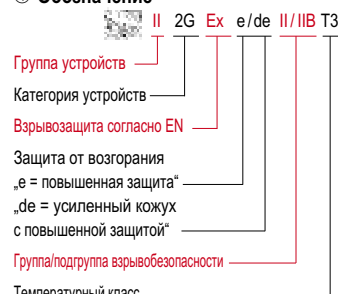 Обозначение
II 2G Ex e/de II/IIB T3
Группа устройств
Категория устройств
Взрывозащита согласно EN
Защита от возгорания
„e = повышенная защита“
„de = усиленный кожух
с повышенной защитой“
Группа/подгруппа взрывобезопасности
Температурный класс